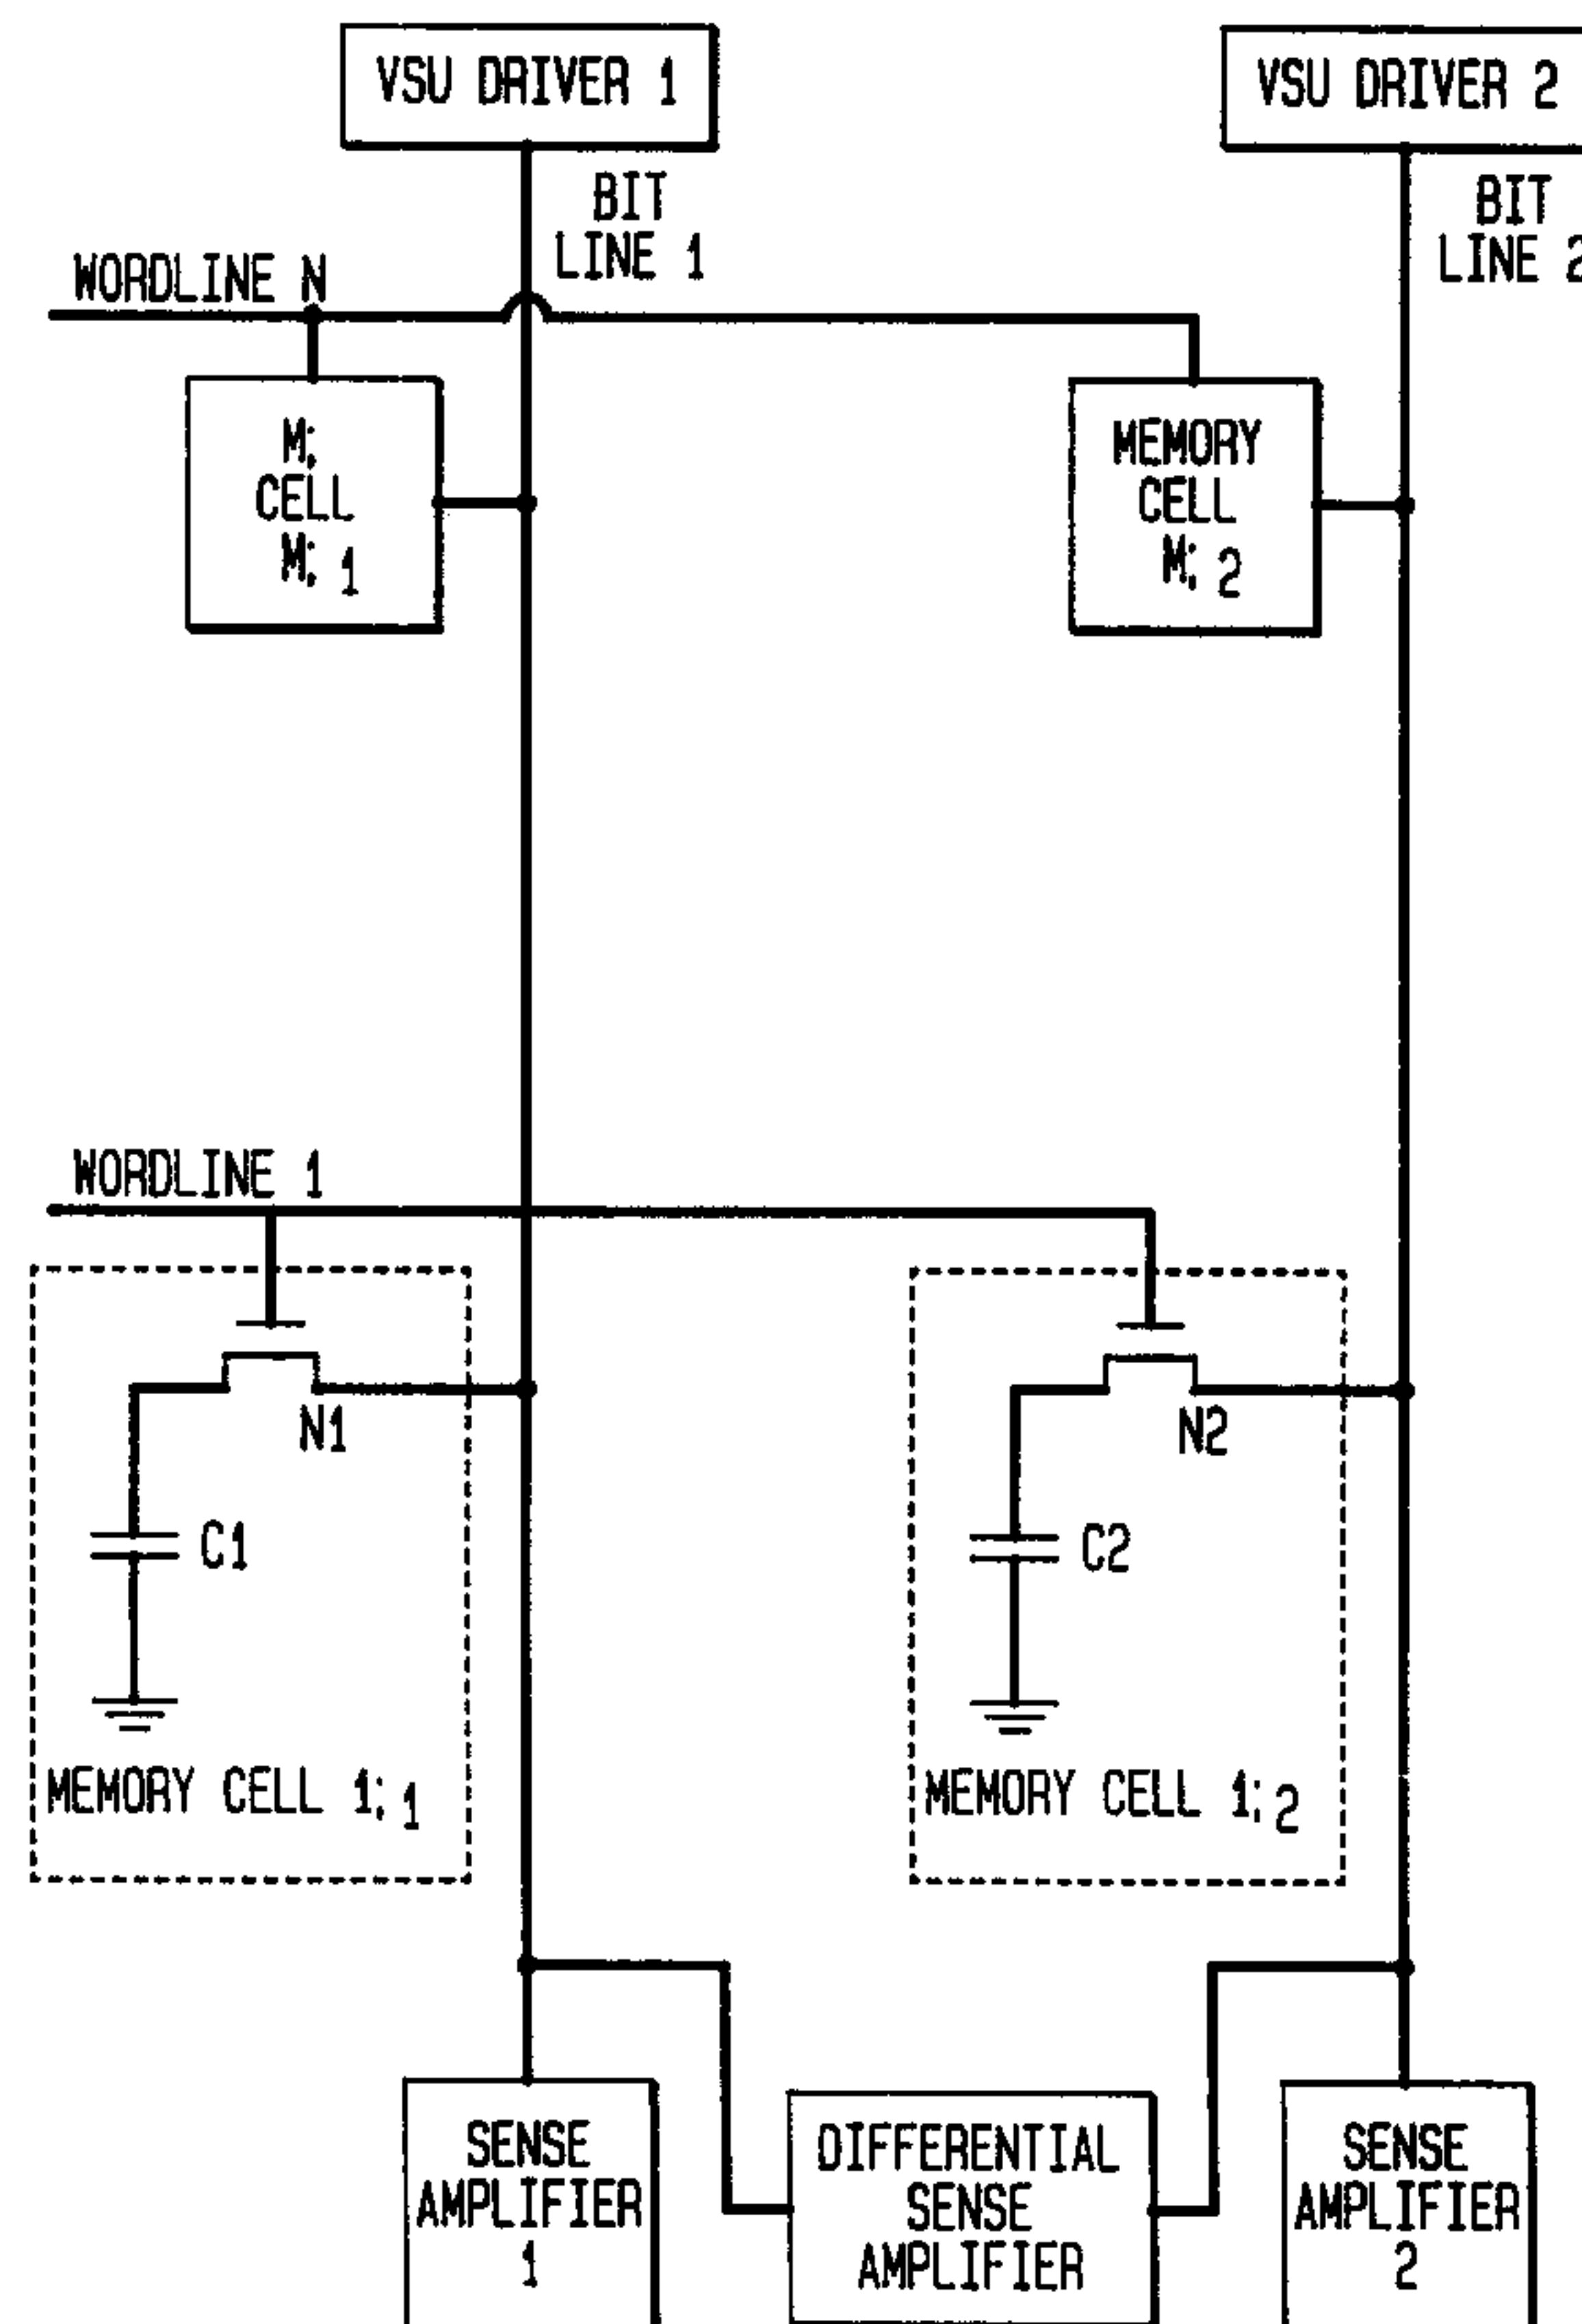 VSU DRIVER 1
VSU DRIVER 2
BIT
LINE 1
BIT
LINE 2
WORDLINE N
M:
CELL
M: 1
MEMORY
CELL
M: 2
WORDLINE 1
N1
C1
MEMORY CELL 1:1
N2
C2
MEMORY CELL 1:2
SENSE
AMPLIFIER
1
DIFFERENTIAL
SENSE
AMPLIFIER
SENSE
AMPLIFIER
2